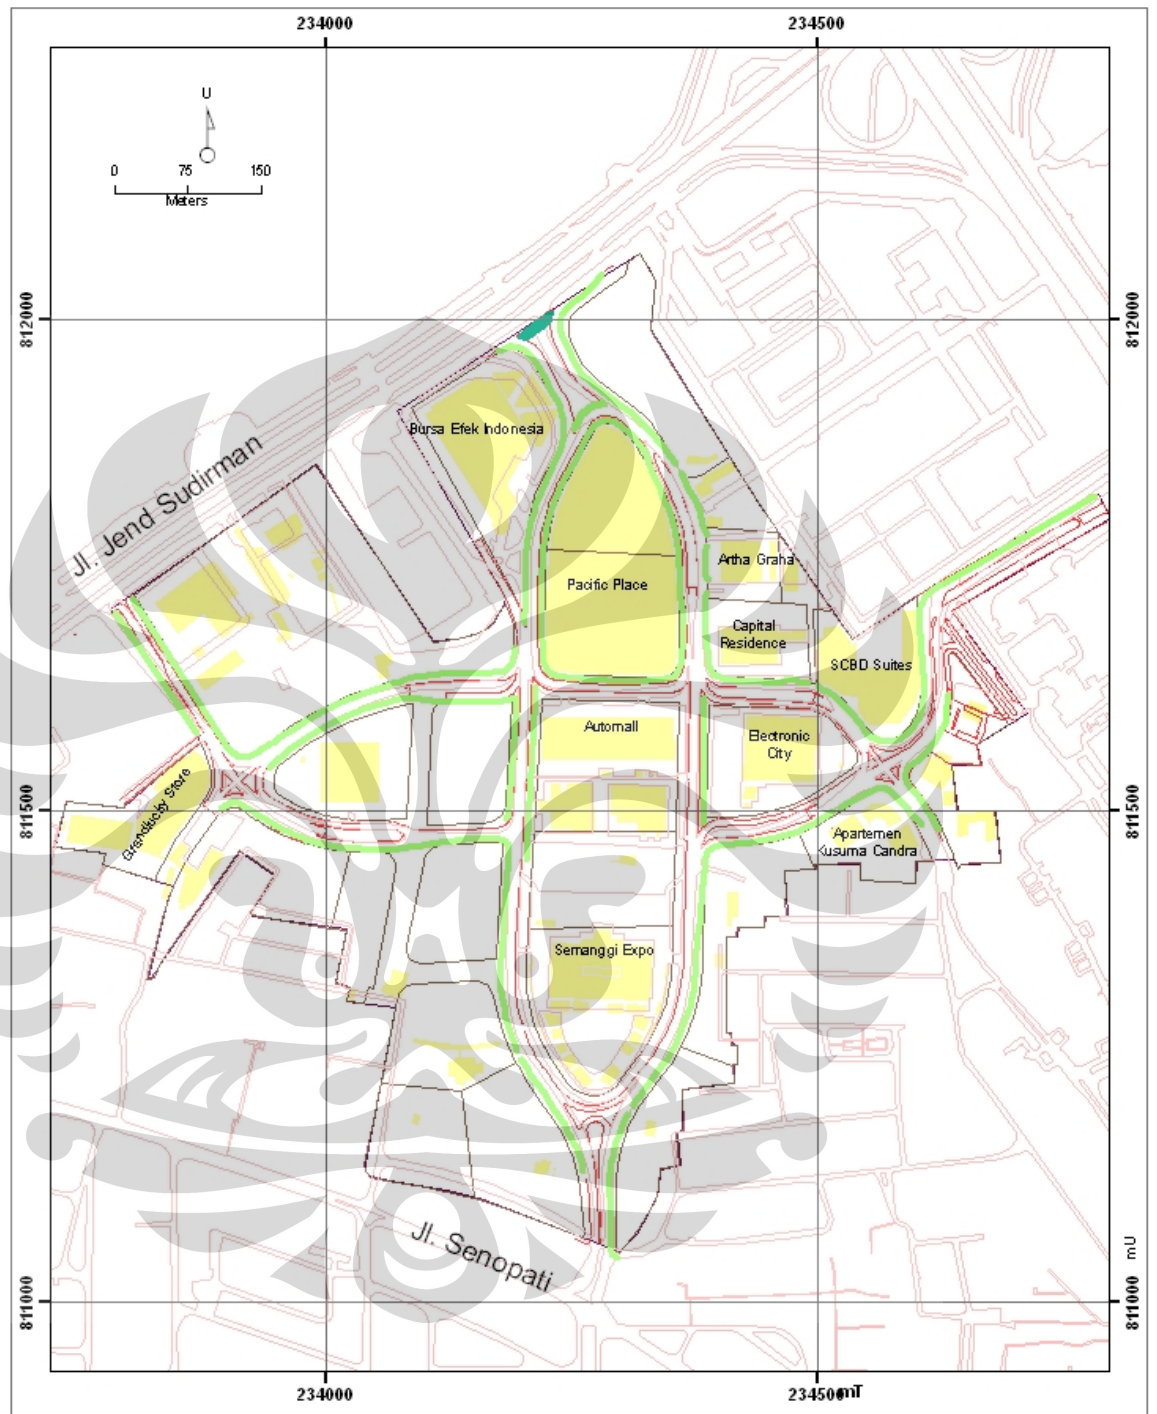 234000
234500
U
0
75
150
Meters
812000
812000
Bursa Efek Indonesia
Jl. Jend Sudirman
Pacific Place
Artha Graha
Capital
Residence
SCBD Suites
Automall
Electronic
City
Grandlucky Store
811500
811500
Apartemen
Kusuma Candra
Semanggi Expo
Jl. Senopati
mU
811000
811000
234000
234500
mT